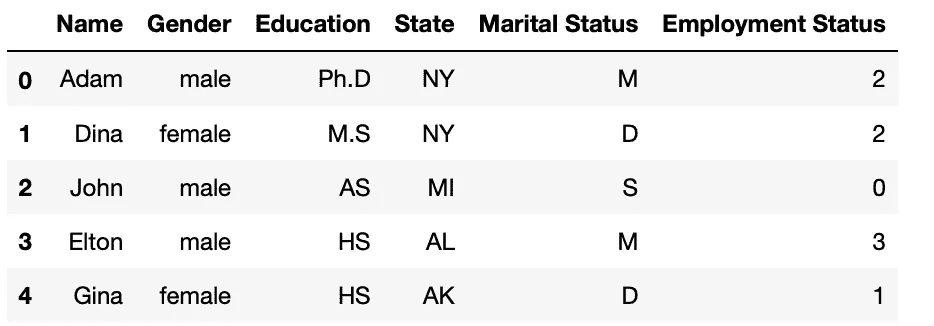 Name Gender Education State Marital Status Employment Status
0 Adam male Ph.D NY M 2
1 Dina female M.S NY D 2
2 John male AS MI S 0
3 Elton male HS AL M 3
4 Gina female HS AK D 1